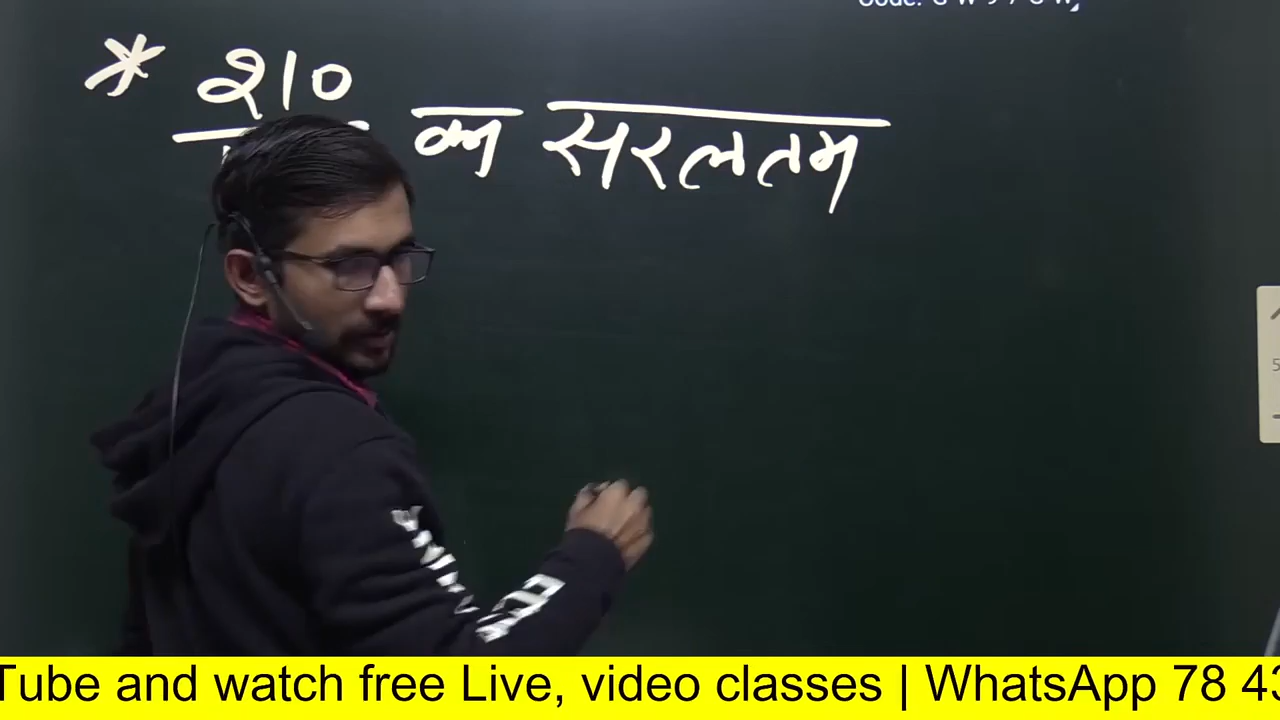 * 210
का सरलतम
Tube and watch free Live, video classes | WhatsApp 78 43